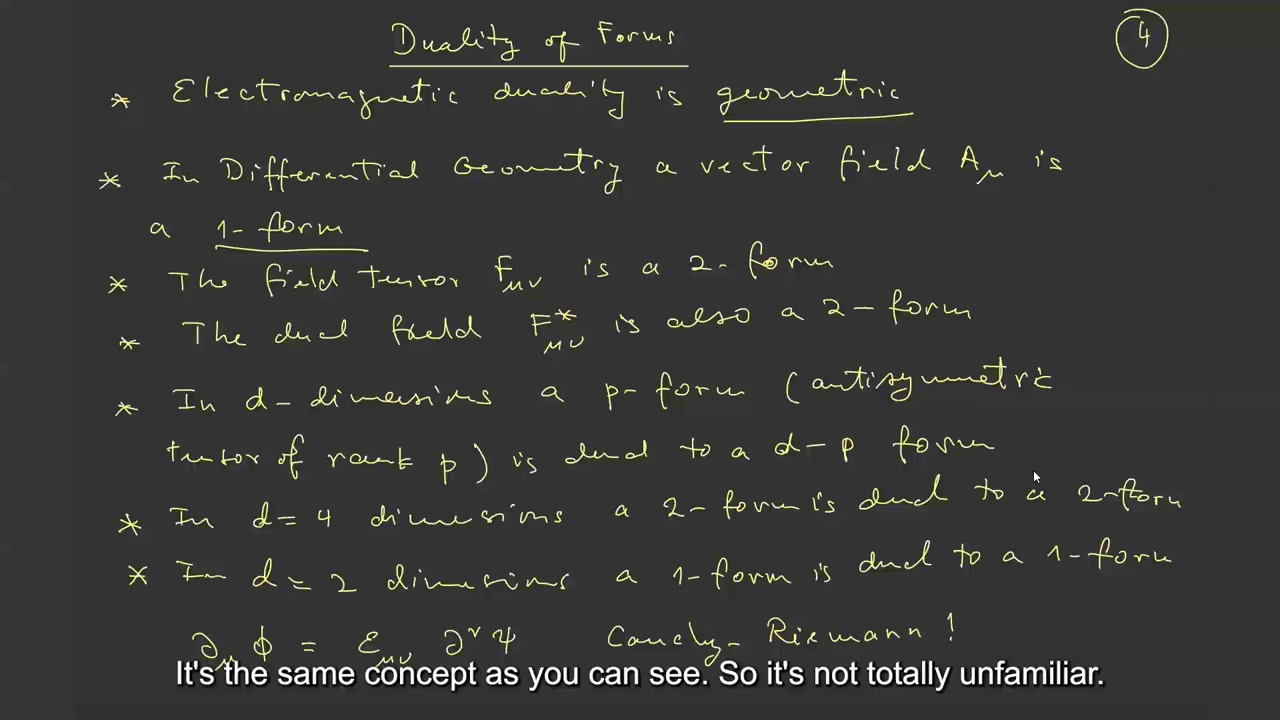 Duality of Forms
4
* Electromagnetic duality is geometric
* In Differential Geometry a vector field Aμ is
a 1-form
* The field tensor Fμν is a 2-form
* The dual field F*μν is also a 2-form
* In d-dimensions a p-form (antisymmetric
tensor of rank p) is dual to a d-p form
* In d=4 dimensions a 2-form is dual to a 2-form
* In d=2 dimensions a 1-form is dual to a 1-form
∂μ ϕ = εμν ∂^ν ψ Cauchy-Riemann!
It's the same concept as you can see. So it's not totally unfamiliar.